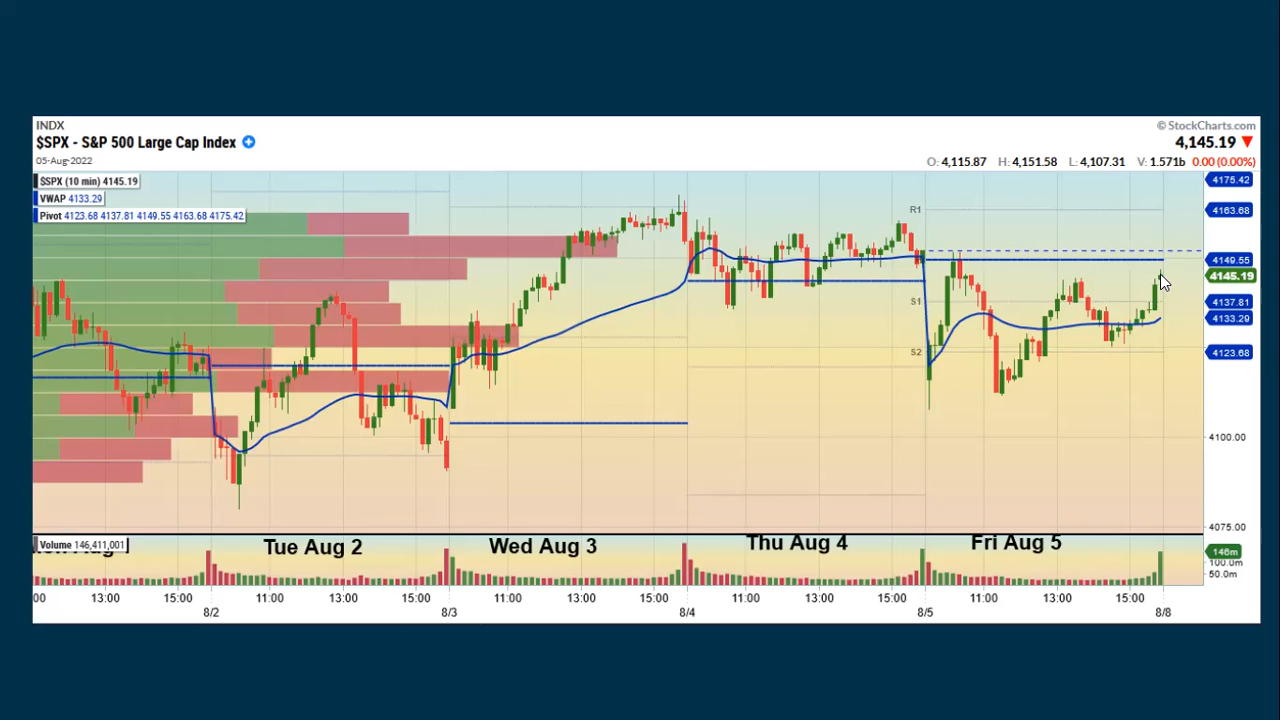 INDX
© StockCharts.com
$SPX - S&P 500 Large Cap Index
4,145.19
05-Aug-2022
O: 4,115.87 H: 4,151.58 L: 4,107.31 V: 1.571b 0.00 (0.00%)
$SPX (10 min) 4145.19
VWAP 4133.29
Pivot 4123.68 4137.81 4149.55 4163.68 4175.42
4175.42
R1
4163.68
4149.55
4145.19
S1
4137.81
4133.29
S2
4123.68
4100.00
4075.00
Volume 146,411,001
Tue Aug 2
Wed Aug 3
Thu Aug 4
Fri Aug 5
146m
100.0m
50.0m
:00 13:00 15:00 11:00 13:00 15:00 11:00 13:00 15:00 11:00 13:00 15:00 11:00 13:00 15:00
8/2 8/3 8/4 8/5 8/8